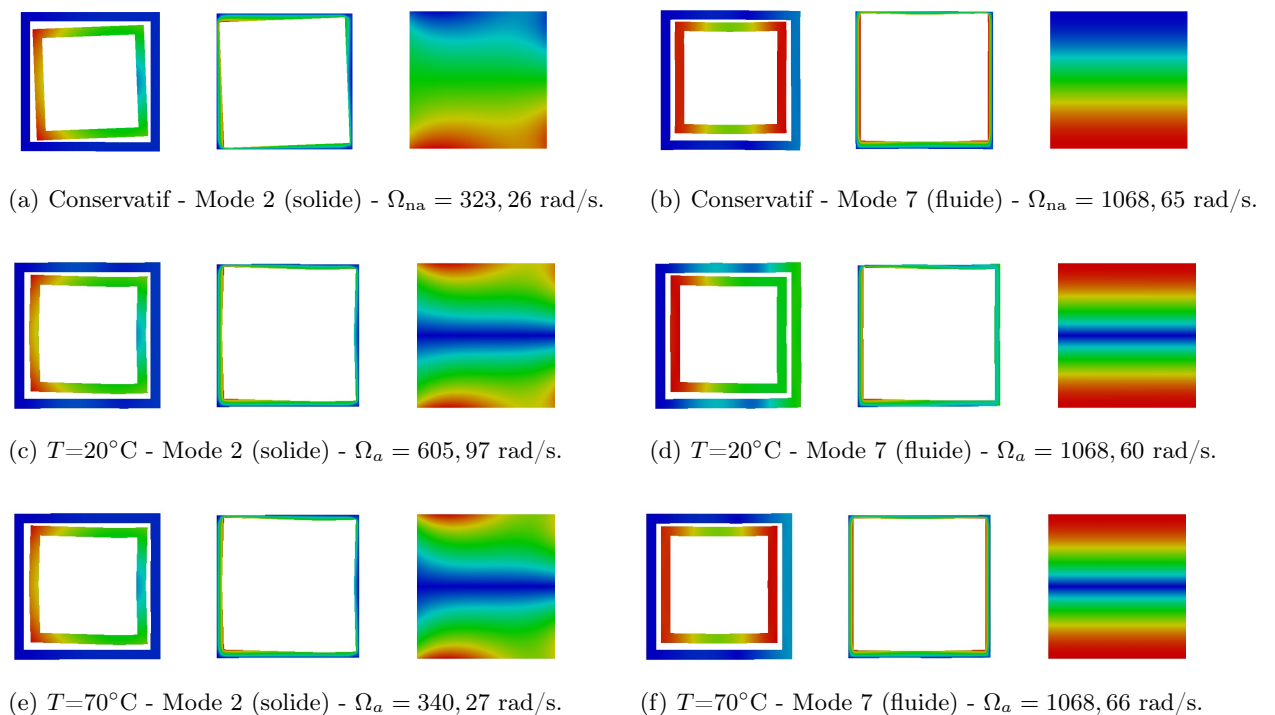 (a) Conservatif - Mode 2 (solide) - Ωna = 323, 26 rad/s.
(b) Conservatif - Mode 7 (fluide) - Ωna = 1068, 65 rad/s.
(c) T=20°C - Mode 2 (solide) - Ωa = 605, 97 rad/s.
(d) T=20°C - Mode 7 (fluide) - Ωa = 1068, 60 rad/s.
(e) T=70°C - Mode 2 (solide) - Ωa = 340, 27 rad/s.
(f) T=70°C - Mode 7 (fluide) - Ωa = 1068, 66 rad/s.